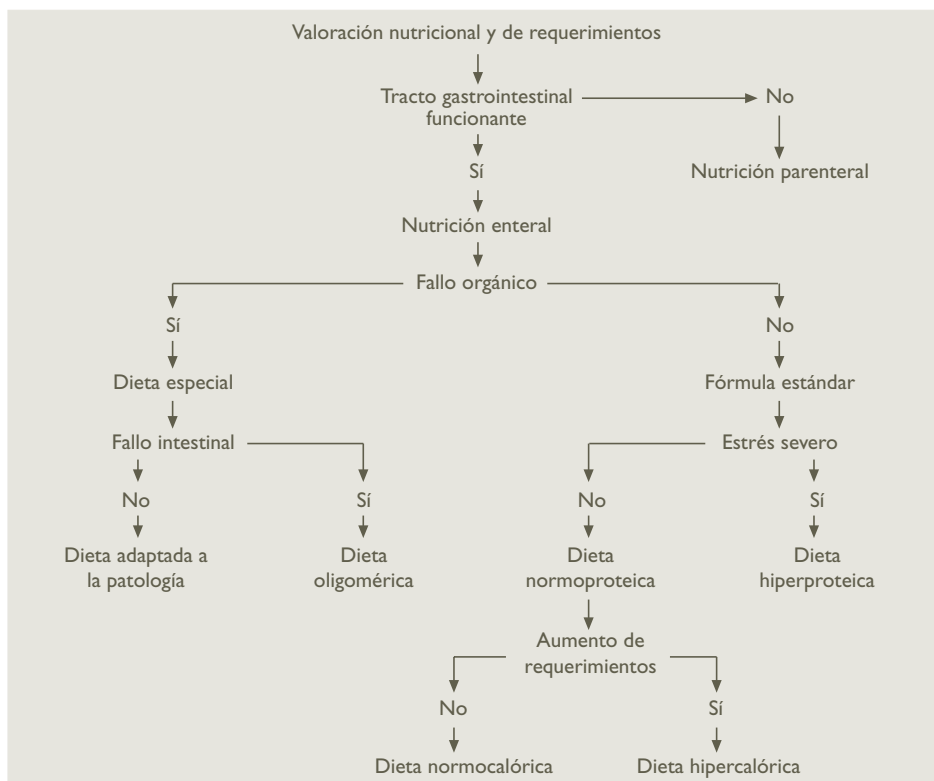 Valoración nutricional y de requerimientos
Tracto gastrointestinal
funcionante
No
Sí
Nutrición parenteral
Nutrición enteral
Fallo orgánico
Sí
No
Dieta especial
Fórmula estándar
Fallo intestinal
Estrés severo
No
Sí
No
Sí
Dieta adaptada a
la patología
Dieta
oligomérica
Dieta
normoproteica
Dieta
hiperproteica
Aumento de
requerimientos
No
Sí
Dieta normocalórica
Dieta hipercalórica